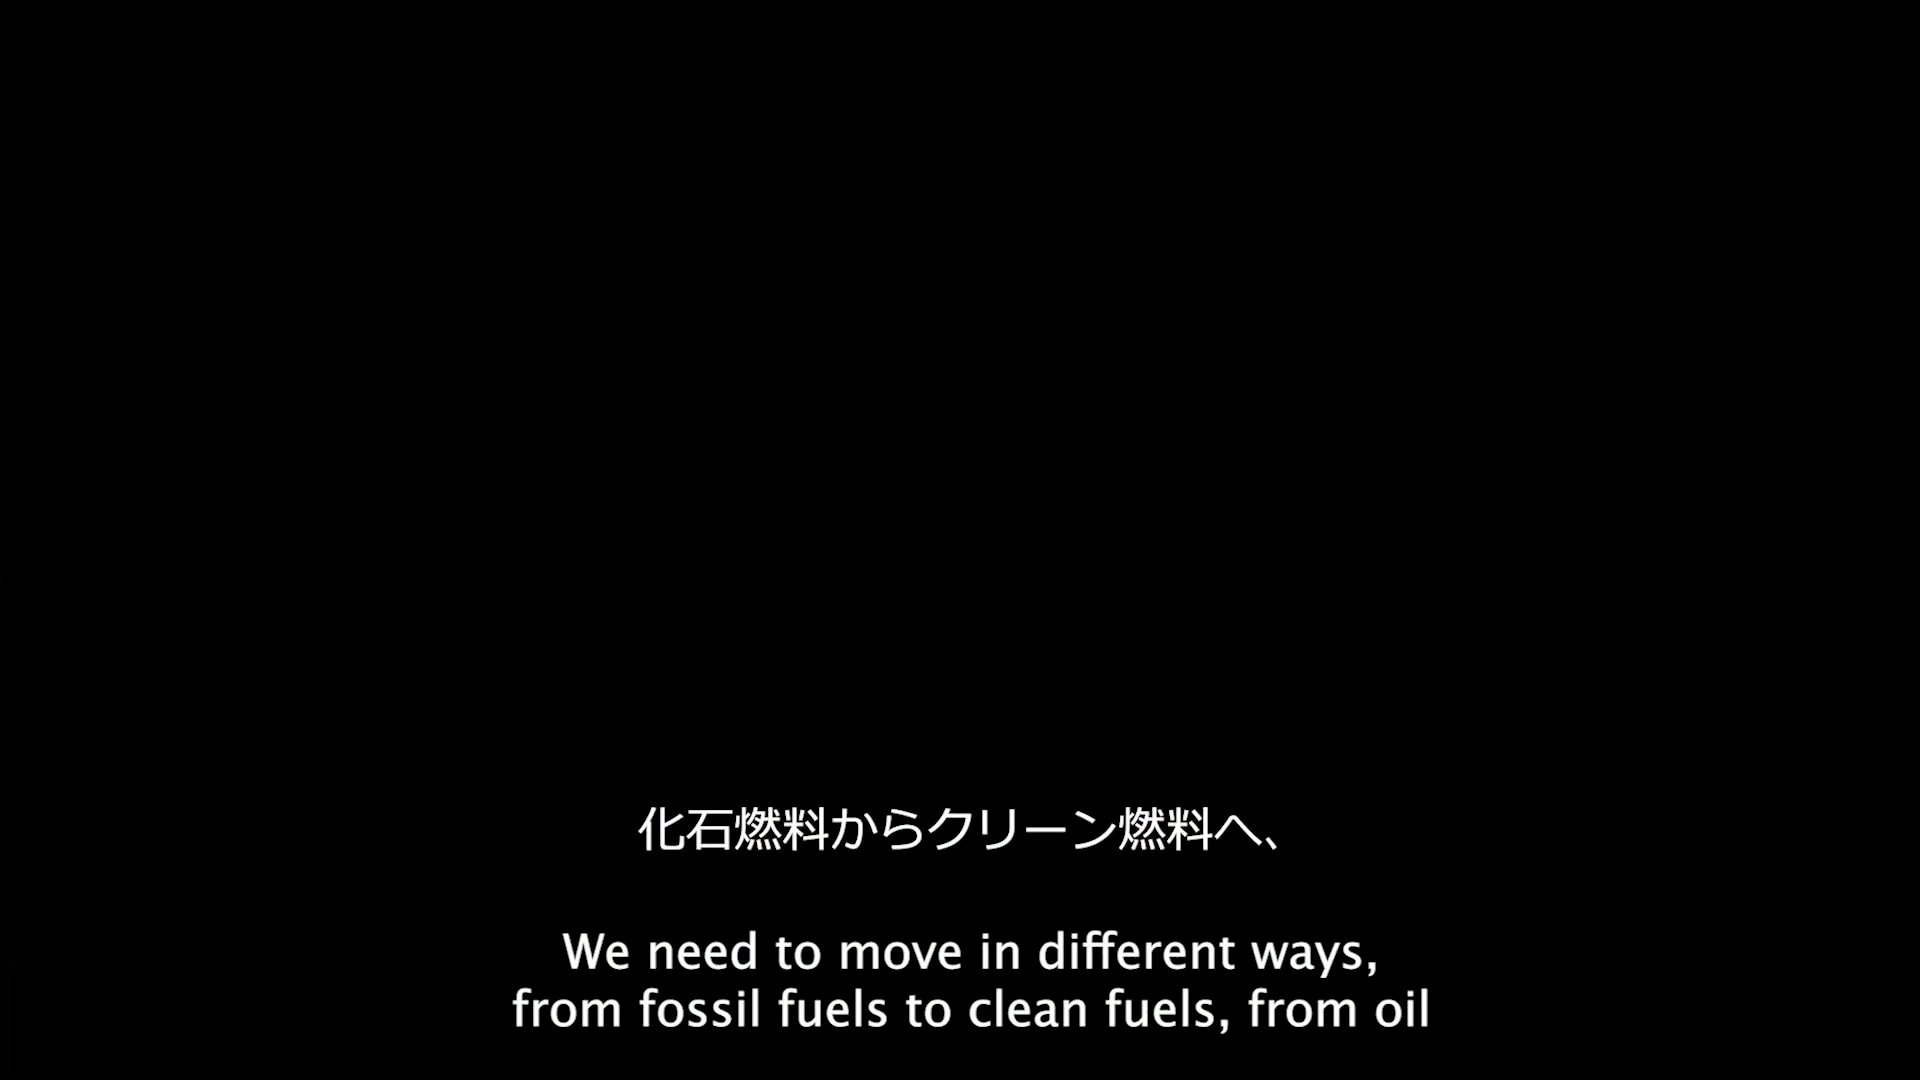 化石燃料からクリーン燃料へ、
We need to move in different ways,
from fossil fuels to clean fuels, from oil